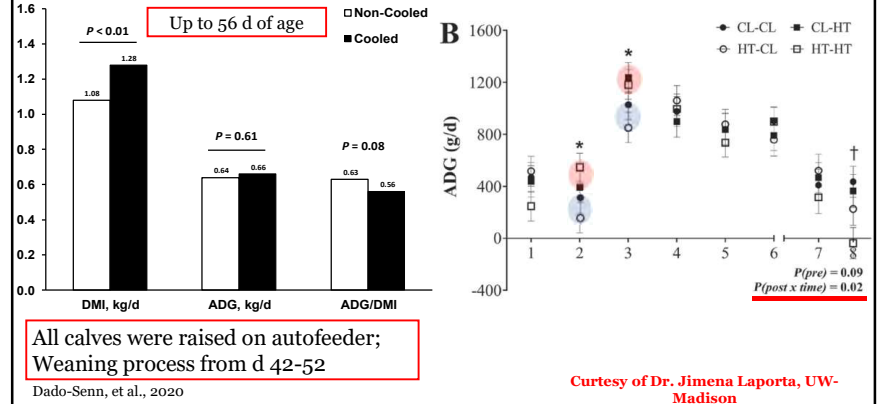 Up to 56 d of age
Non-Cooled
Cooled
1.6
1.4
1.2
1.0
0.8
0.6
0.4
0.2
0.0
P < 0.01
1.08
1.28
P = 0.61
0.64
0.66
P = 0.08
0.63
0.56
DMI, kg/d
ADG, kg/d
ADG/DMI
All calves were raised on autofeeder;
Weaning process from d 42-52
Dado-Senn, et al., 2020
B
CL-CL
CL-HT
HT-CL
HT-HT
ADG (g/d)
1600
1200
800
400
0
-400
*
*
†
1 2 3 4 5 6 7 8
P(pre) = 0.09
P(post x time) = 0.02
Curtesy of Dr. Jimena Laporta, UW-
Madison